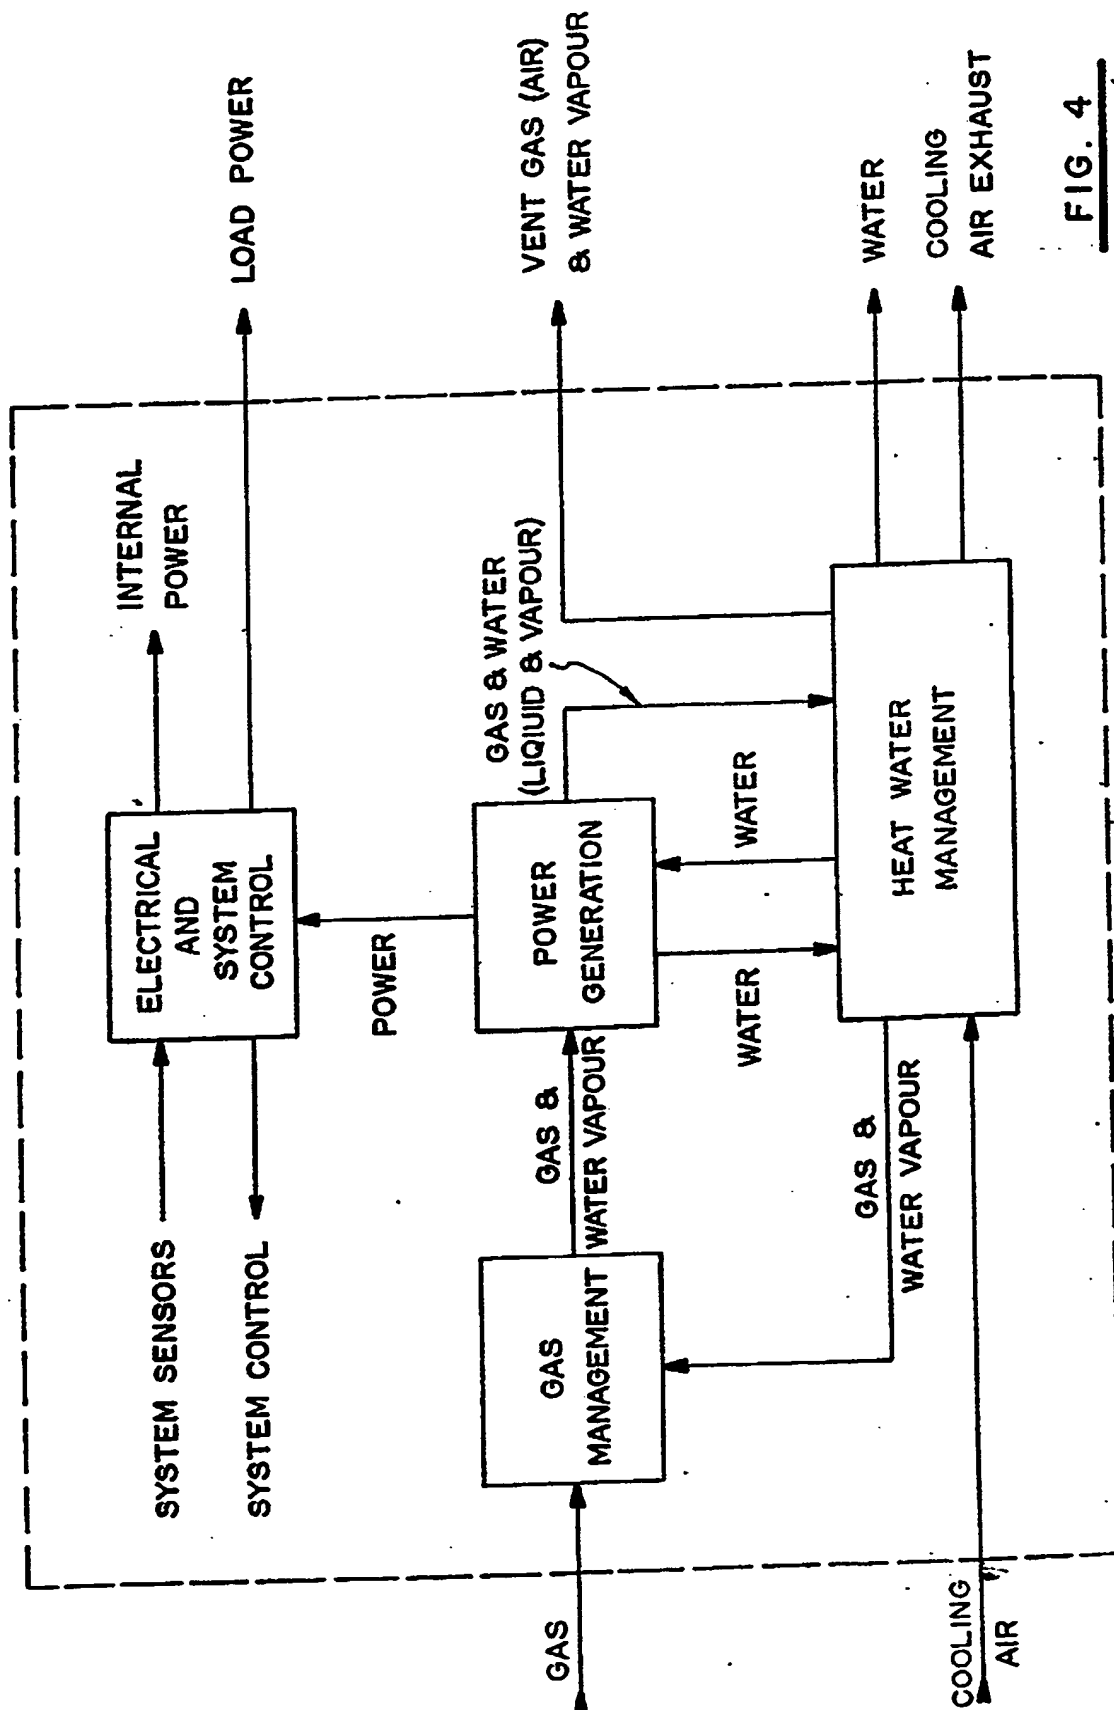 SYSTEM SENSORS
SYSTEM CONTROL
ELECTRICAL
AND
SYSTEM
CONTROL
INTERNAL
POWER
LOAD POWER
POWER
GAS
GAS
MANAGEMENT
GAS &
WATER VAPOUR
POWER
GENERATION
GAS & WATER
(LIQUID & VAPOUR)
VENT GAS (AIR)
& WATER VAPOUR
WATER
WATER
GAS &
WATER VAPOUR
HEAT WATER
MANAGEMENT
WATER
COOLING
AIR EXHAUST
COOLING
AIR
FIG. 4